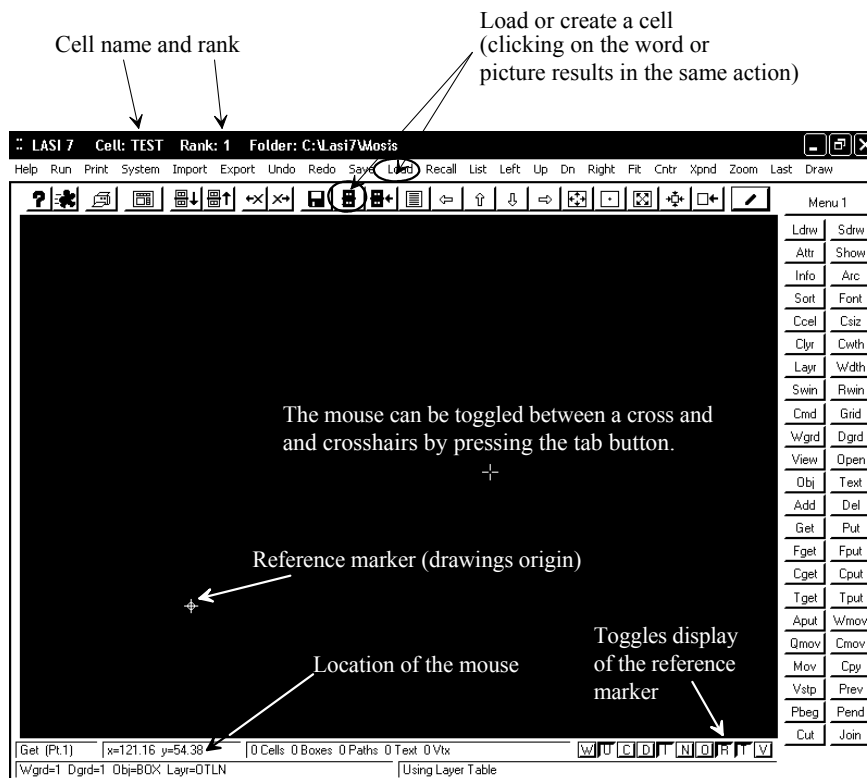 Load or create a cell
(clicking on the word or
picture results in the same action)
Cell name and rank
LASI 7 Cell: TEST Rank: 1 Folder: C:\Lasi7\Mosis
Help Run Print System Import Export Undo Redo Save Load Recall List Left Up Dn Right Fit Cntr Xpnd Zoom Last Draw
Menu 1
Ldrw Sdrw
Attr Show
Info Arc
Sort Font
Ccel Csiz
Clyr Cwth
Layr Wdth
Swin Rwin
Cmd Grid
Wgrd Dgrd
View Open
Obj Text
Add Del
Get Put
Fget Fput
Cget Cput
Tget Tput
Aput Wmov
Qmov Cmov
Mov Cpy
Vstp Prev
Pbeg Pend
Cut Join
The mouse can be toggled between a cross and
and crosshairs by pressing the tab button.
Reference marker (drawings origin)
Location of the mouse
Toggles display
of the reference
marker
Get (Pt.1) x=121.16 y=54.38 0 Cells 0 Boxes 0 Paths 0 Text 0 Vtx W U C D I N O R T V
Wgrd=1 Dgrd=1 Obj=BOX Layr=OTLN Using Layer Table